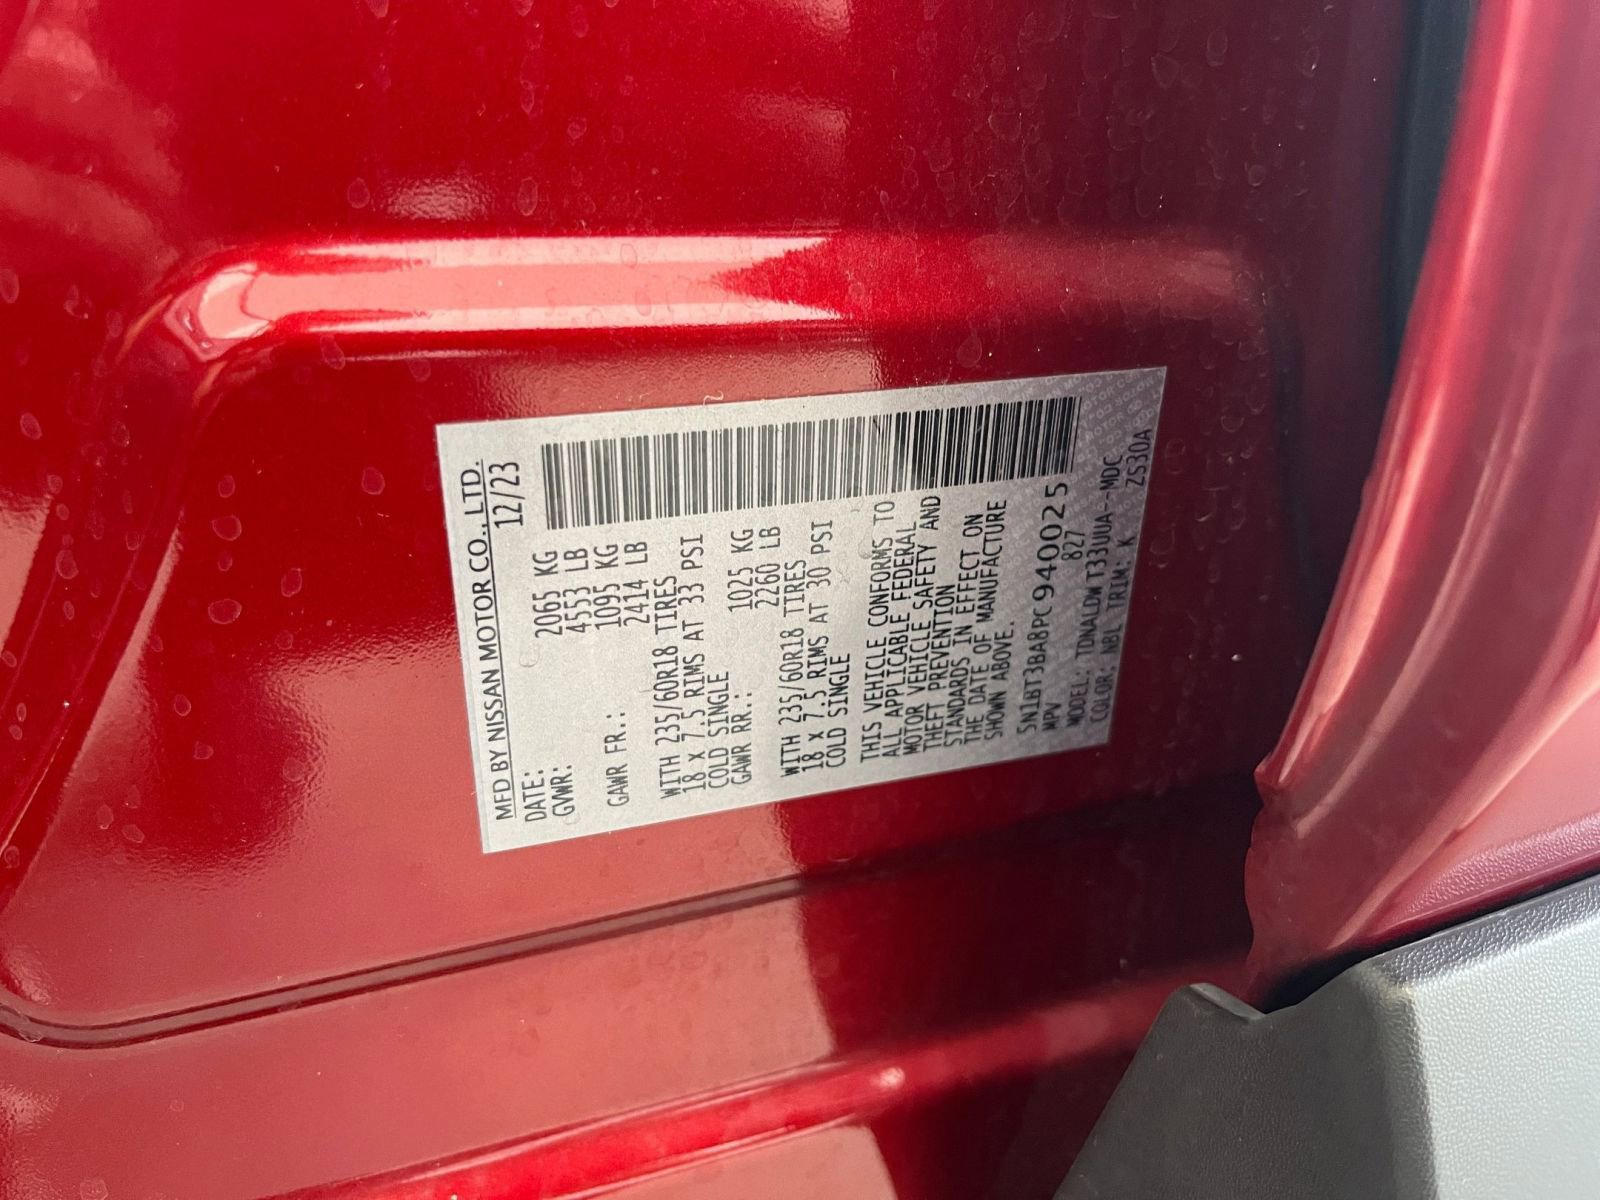 MFD BY NISSAN MOTOR CO., LTD.
DATE: 12/23
GVWR: 2065 KG
4553 LB
GAWR FR.: 1095 KG
2414 LB
WITH 235/60R18 TIRES
18 x 7.5 RIMS AT 33 PSI
COLD SINGLE
GAWR RR.: 1025 KG
2260 LB
WITH 235/60R18 TIRES
18 x 7.5 RIMS AT 30 PSI
COLD SINGLE
THIS VEHICLE CONFORMS TO
ALL APPLICABLE FEDERAL
MOTOR VEHICLE SAFETY AND
THEFT PREVENTION
STANDARDS IN EFFECT ON
THE DATE OF MANUFACTURE
SHOWN ABOVE.
5N1BT3BA8PC940025
MPV 827
MODEL: TDNALDWT33UUA--MDC
COLOR: NBL TRIM: K ZS30A